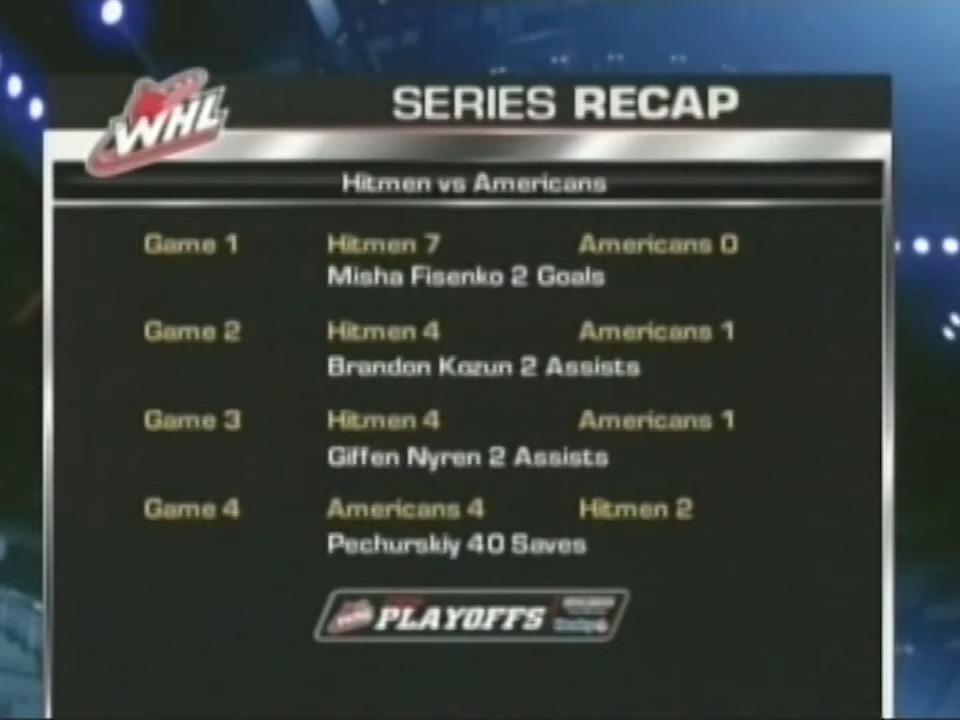 WHL
SERIES RECAP
Hitmen vs Americans
Game 1 Hitmen 7 Americans 0
Misha Fisenko 2 Goals
Game 2 Hitmen 4 Americans 1
Brandon Kozun 2 Assists
Game 3 Hitmen 4 Americans 1
Giffen Nyren 2 Assists
Game 4 Americans 4 Hitmen 2
Pechurskiy 40 Saves
PLAYOFFS